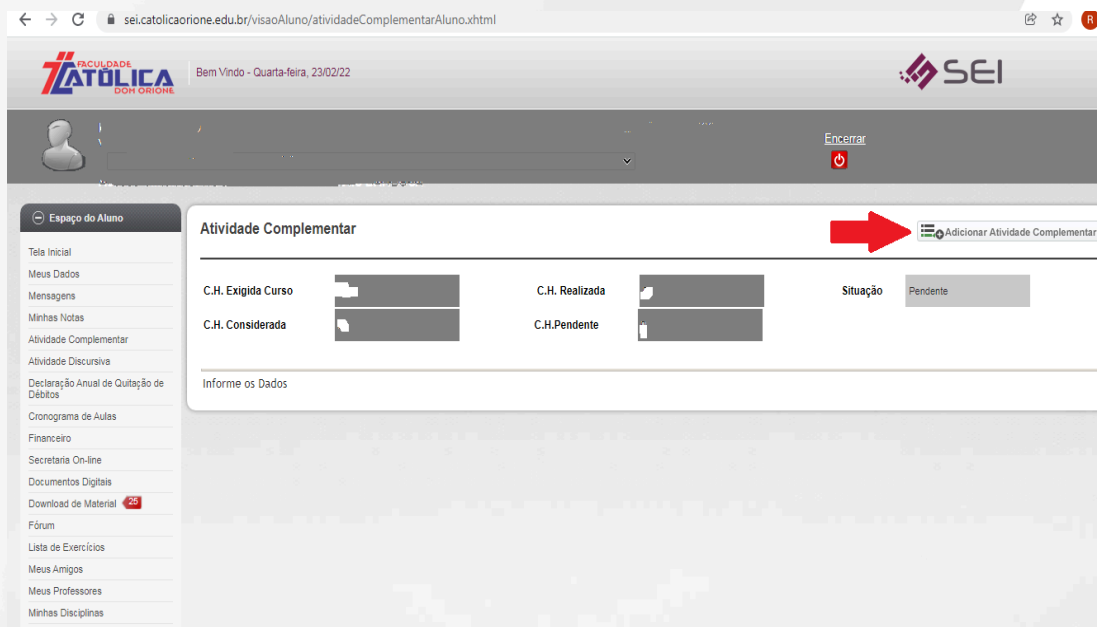 sei.catolicaorione.edu.br/visaoAluno/atividadeComplementarAluno.xhtml
R
FACULDADE
CATÓLICA
DOM ORIONE
Bem Vindo - Quarta-feira, 23/02/22
SEI
Encerrar
Espaço do Aluno
Tela Inicial
Meus Dados
Mensagens
Minhas Notas
Atividade Complementar
Atividade Discursiva
Declaração Anual de Quitação de
Débitos
Cronograma de Aulas
Financeiro
Secretaria On-line
Documentos Digitais
Download de Material 25
Fórum
Lista de Exercícios
Meus Amigos
Meus Professores
Minhas Disciplinas
Atividade Complementar
Adicionar Atividade Complementar
C.H. Exigida Curso
C.H. Realizada
Situação
Pendente
C.H. Considerada
C.H.Pendente
Informe os Dados